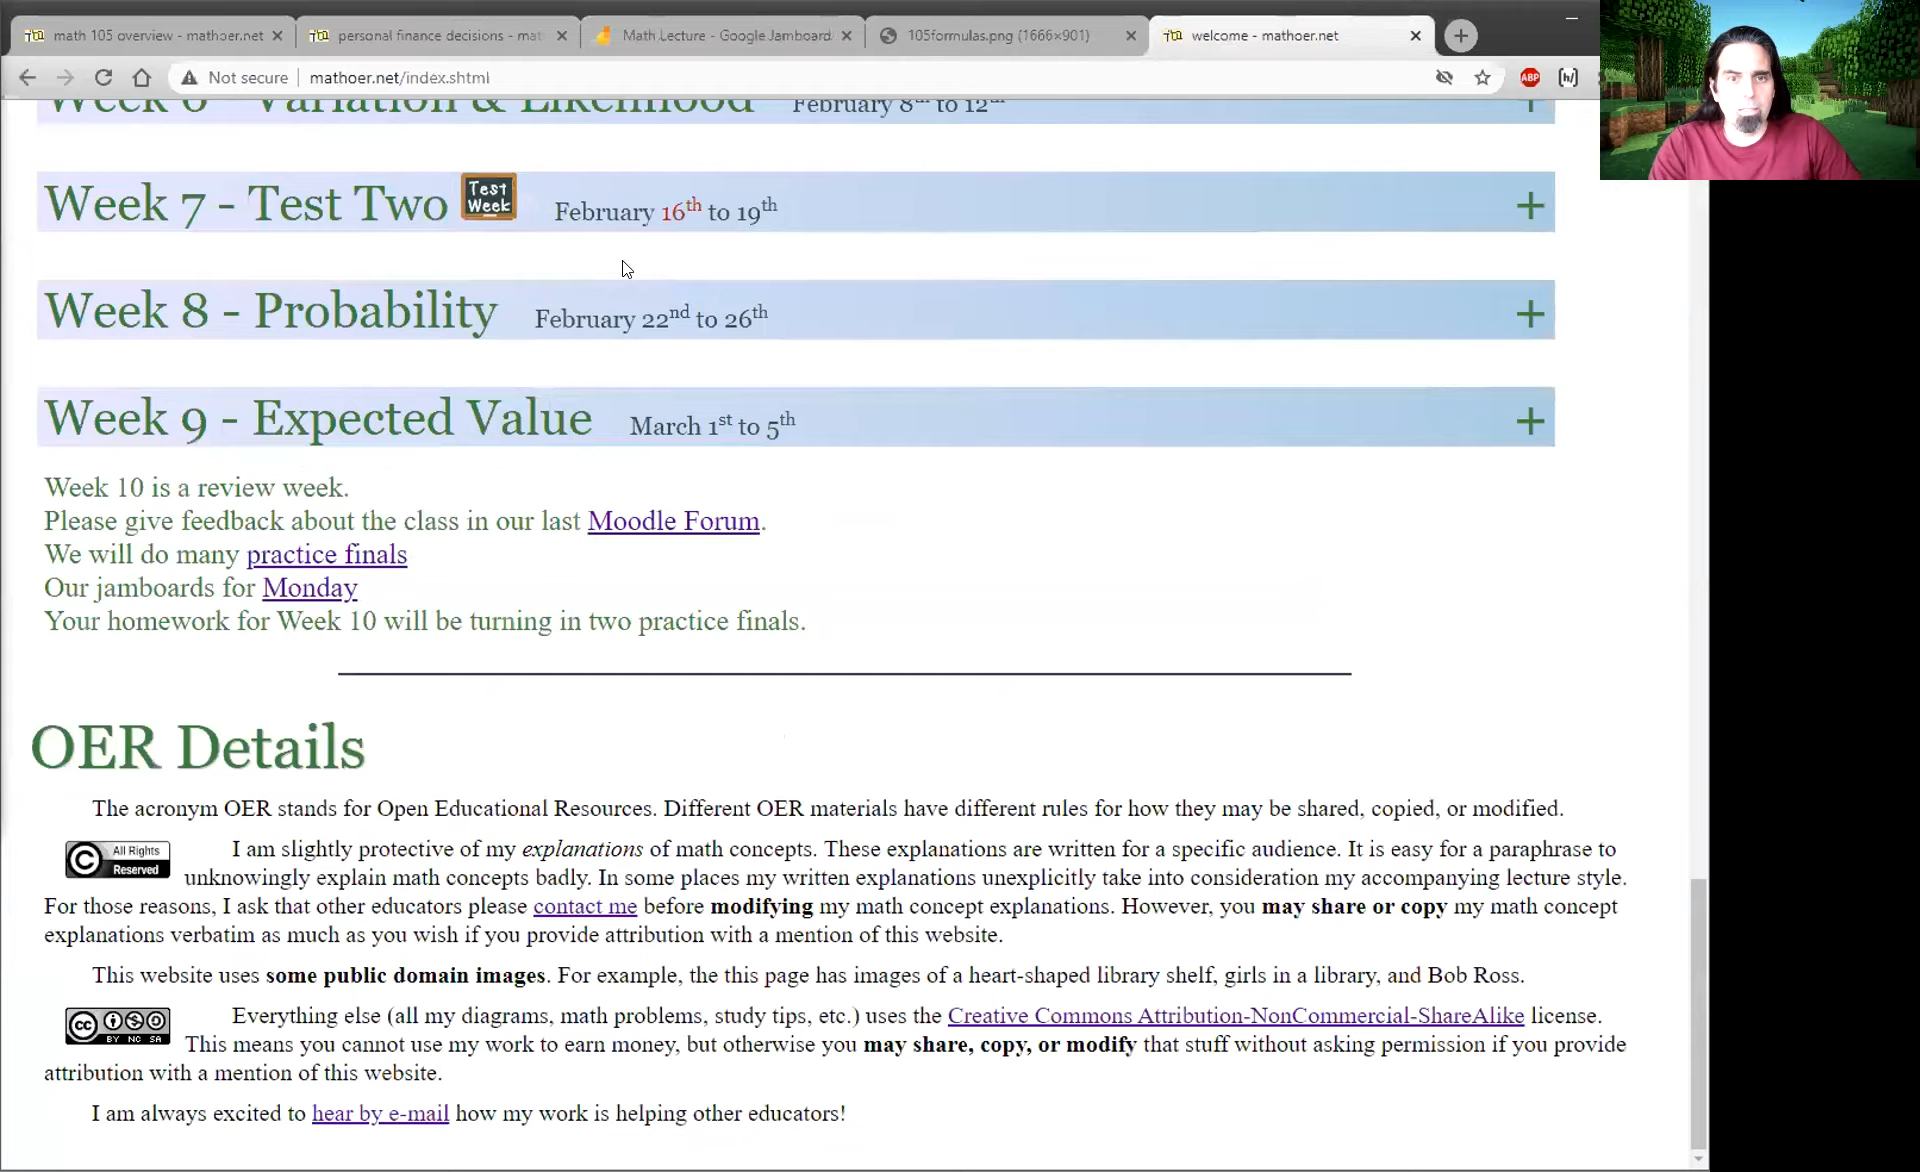 math 105 overview - mathoer.net
personal finance decisions - mat
Math Lecture - Google Jamboard
105formulas.png (1666×901)
welcome - mathoer.net
Not secure
mathoer.net/index.shtml
ABP
Week 6 - Variation & Likelihood February 8th to 12th
Week 7 - Test Two Test Week February 16th to 19th
Week 8 - Probability February 22nd to 26th
Week 9 - Expected Value March 1st to 5th
Week 10 is a review week.
Please give feedback about the class in our last Moodle Forum.
We will do many practice finals
Our jamboards for Monday
Your homework for Week 10 will be turning in two practice finals.
OER Details
The acronym OER stands for Open Educational Resources. Different OER materials have different rules for how they may be shared, copied, or modified.
All Rights Reserved
I am slightly protective of my explanations of math concepts. These explanations are written for a specific audience. It is easy for a paraphrase to
unknowingly explain math concepts badly. In some places my written explanations unexplicitly take into consideration my accompanying lecture style.
For those reasons, I ask that other educators please contact me before modifying my math concept explanations. However, you may share or copy my math concept
explanations verbatim as much as you wish if you provide attribution with a mention of this website.
This website uses some public domain images. For example, the this page has images of a heart-shaped library shelf, girls in a library, and Bob Ross.
cc BY NC SA
Everything else (all my diagrams, math problems, study tips, etc.) uses the Creative Commons Attribution-NonCommercial-ShareAlike license.
This means you cannot use my work to earn money, but otherwise you may share, copy, or modify that stuff without asking permission if you provide
attribution with a mention of this website.
I am always excited to hear by e-mail how my work is helping other educators!